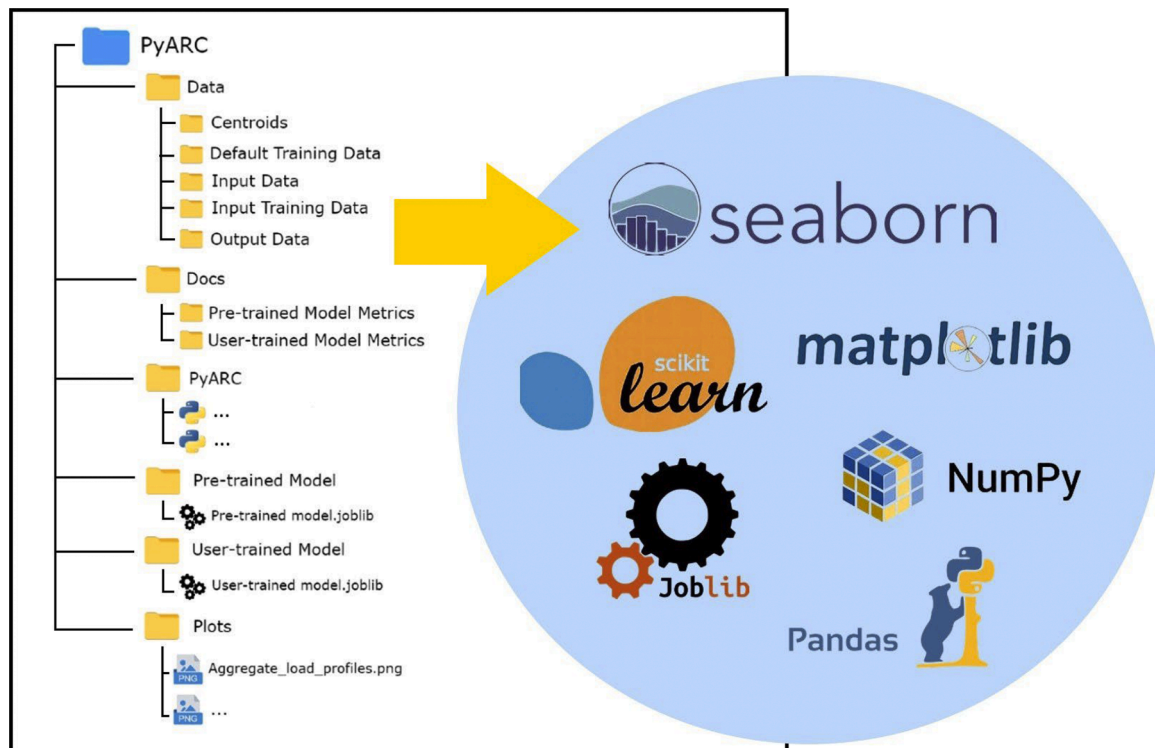 PyARC
Data
Centroids
Default Training Data
Input Data
Input Training Data
Output Data
Docs
Pre-trained Model Metrics
User-trained Model Metrics
PyARC
...
...
Pre-trained Model
Pre-trained model.joblib
User-trained Model
User-trained model.joblib
Plots
PNG
Aggregate_load_profiles.png
PNG
...
seaborn
scikit
learn
matplotlib
NumPy
Joblib
Pandas